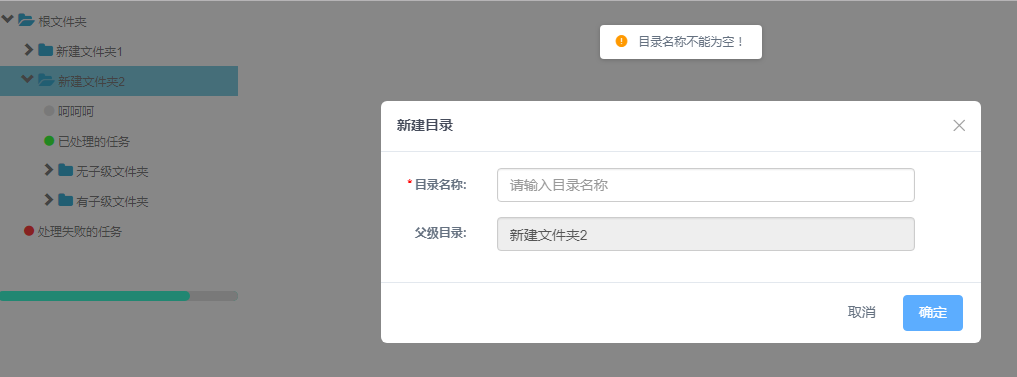 根文件夹
新建文件夹1
新建文件夹2
呵呵呵
已处理的任务
无子级文件夹
有子级文件夹
处理失败的任务
目录名称不能为空！
新建目录
* 目录名称:
请输入目录名称
父级目录:
新建文件夹2
取消
确定